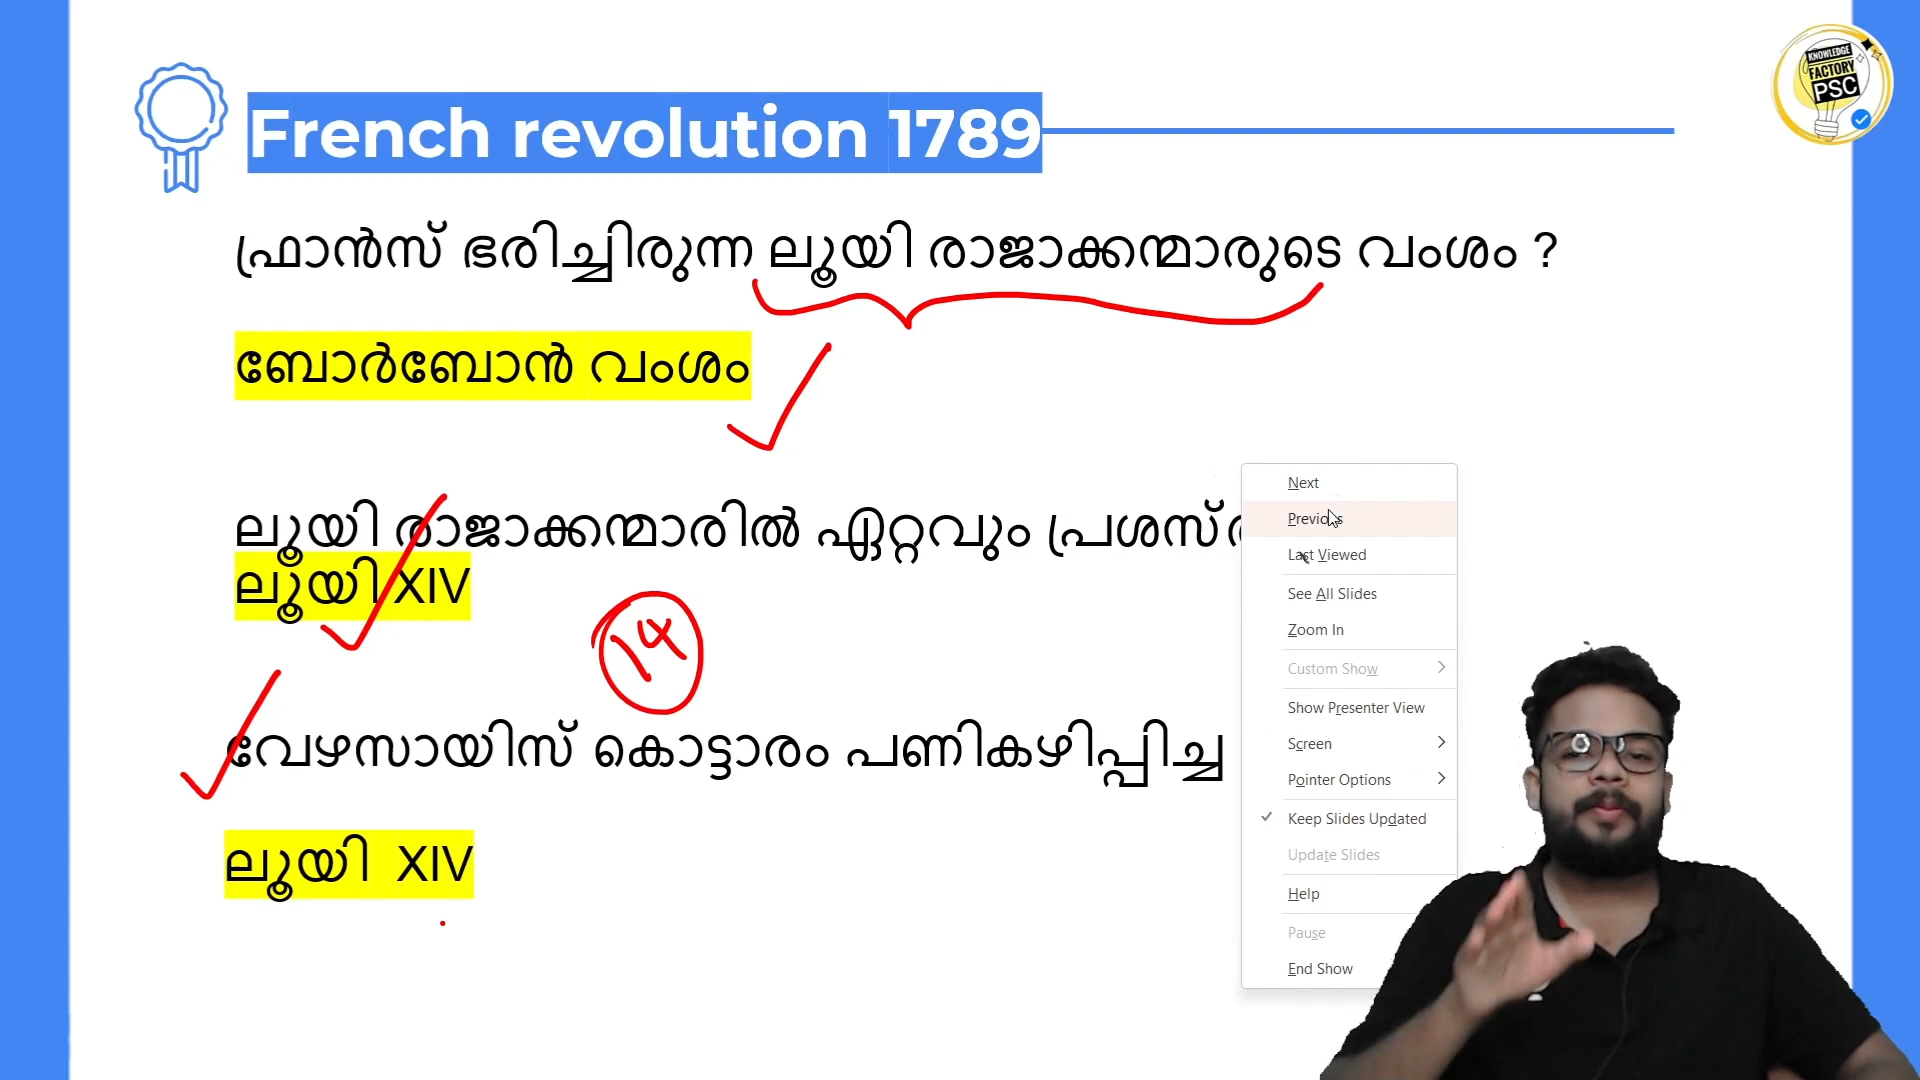 French revolution 1789
KNOWLEDGE
FACTORY
PSC
ഫ്രാൻസ് ഭരിച്ചിരുന്ന ലൂയി രാജാക്കന്മാരുടെ വംശം ?
ബോർബോൻ വംശം
ലൂയി രാജാക്കന്മാരിൽ ഏറ്റവും
ലൂയി XIV
14
വേഴസായിസ് കൊട്ടാരം പണികഴിപ്പിച്ച
ലൂയി XIV
Next
Previous
Last Viewed
See All Slides
Zoom In
Custom Show
Show Presenter View
Screen
Pointer Options
Keep Slides Updated
Update Slides
Help
Pause
End Show